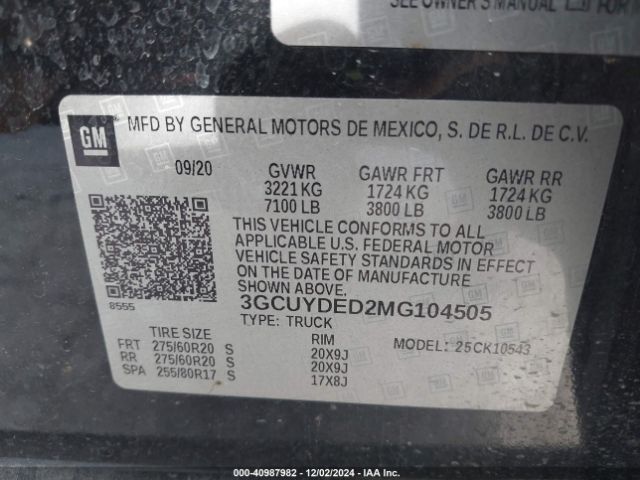 SEE OWNER'S MANUAL FOR
GM
MFD BY GENERAL MOTORS DE MEXICO, S. DE R.L. DE C.V.
09/20 GVWR GAWR FRT GAWR RR
3221 KG 1724 KG 1724 KG
7100 LB 3800 LB 3800 LB
THIS VEHICLE CONFORMS TO ALL
APPLICABLE U.S. FEDERAL MOTOR
VEHICLE SAFETY STANDARDS IN EFFECT
ON THE DATE OF MANUFACTURE
SHOWN ABOVE.
8555
3GCUYDED2MG104505
TYPE: TRUCK
TIRE SIZE RIM MODEL: 25CK10543
FRT 275/60R20 S 20X9J
RR 275/60R20 S 20X9J
SPA 255/80R17 S 17X8J
000-40987982 - 12/02/2024 - IAA Inc.